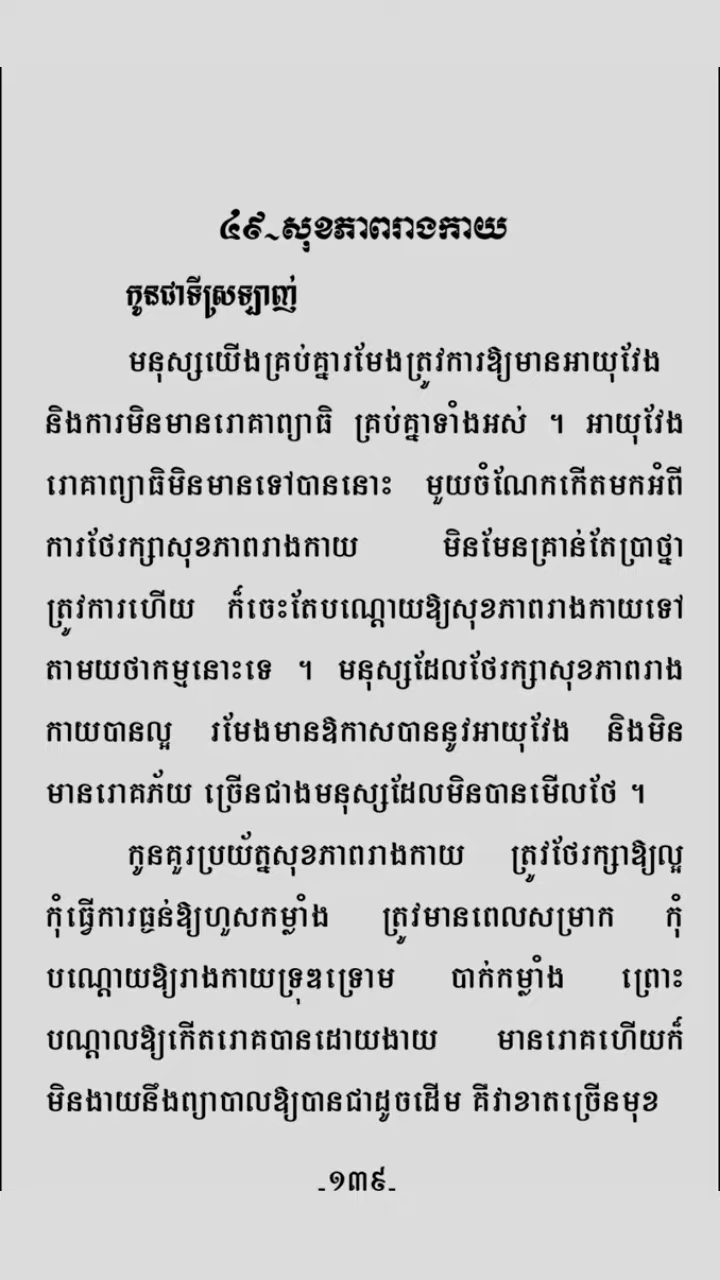 ៤៩~សុខភាពរាងកាយ
កូនជាទីស្រឡាញ់
មនុស្សយើងគ្រប់គ្នារមែងត្រូវការឱ្យមានអាយុវែង
និងការមិនមានរោគាព្យាធិ គ្រប់គ្នាទាំងអស់ ។ អាយុវែង
រោគាព្យាធិមិនមានទៅបាននោះ មួយចំណែកកើតមកអំពី
ការថែរក្សាសុខភាពរាងកាយ មិនមែនគ្រាន់តែប្រាថ្នា
ត្រូវការហើយ ក៏ចេះតែបណ្ដោយឱ្យសុខភាពរាងកាយទៅ
តាមយថាកម្មនោះទេ ។ មនុស្សដែលថែរក្សាសុខភាពរាង
កាយបានល្អ រមែងមានឱកាសបាននូវអាយុវែង និងមិន
មានរោគភ័យ ច្រើនជាងមនុស្សដែលមិនបានមើលថែ ។
កូនគួរប្រយ័ត្នសុខភាពរាងកាយ ត្រូវថែរក្សាឱ្យល្អ
កុំធ្វើការធ្ងន់ឱ្យហួសកម្លាំង ត្រូវមានពេលសម្រាក កុំ
បណ្ដោយឱ្យរាងកាយទ្រុឌទ្រោម បាក់កម្លាំង ព្រោះ
បណ្ដាលឱ្យកើតរោគបានដោយងាយ មានរោគហើយក៏
មិនងាយនឹងព្យាបាលឱ្យបានជាដូចដើម គឺវាខាតច្រើនមុខ
-១៣៩-